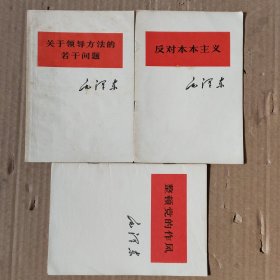 关于领导方法的
若干问题
毛泽东
反对本本主义
毛泽东
整顿党的作风
毛泽东